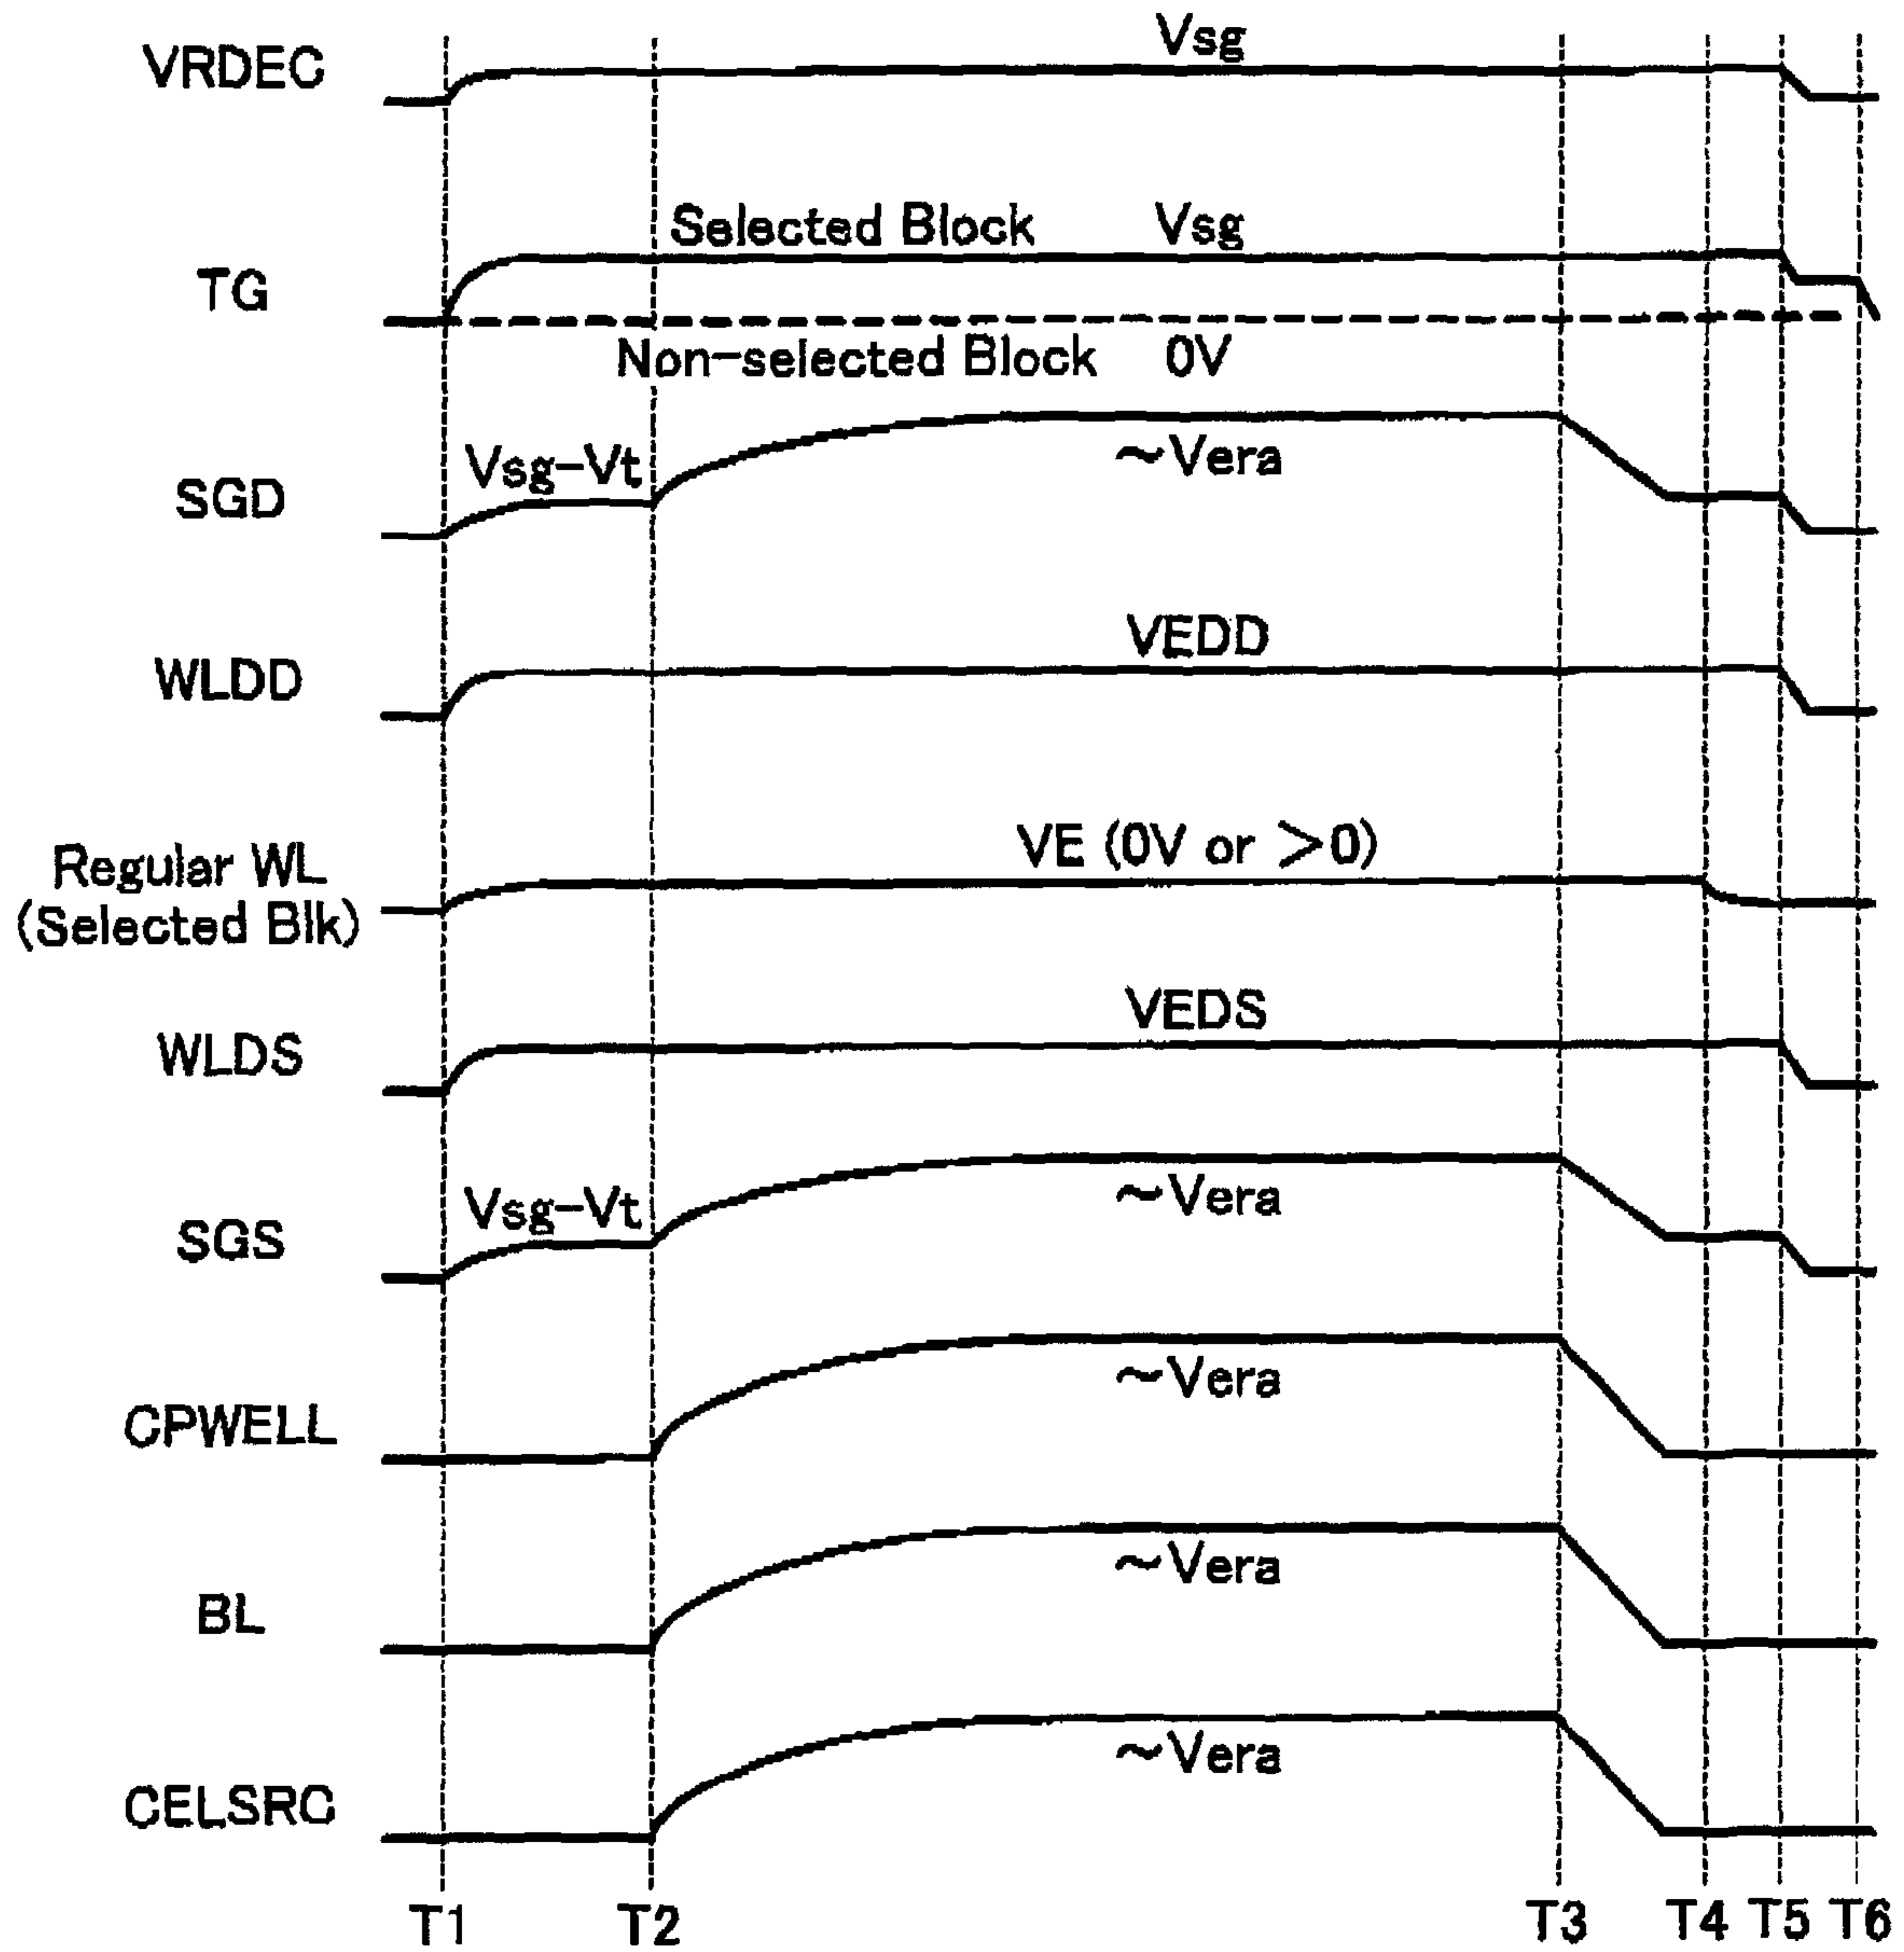 VRDEC
Vsg
Selected Block Vsg
TG
Non-selected Block 0V
Vsg-Vt
~Vera
SGD
VEDD
WLDD
VE (0V or >0)
Regular WL
(Selected Blk)
VEDS
WLDS
Vsg-Vt
~Vera
SGS
~Vera
CPWELL
~Vera
BL
~Vera
CELSRC
T1 T2 T3 T4 T5 T6